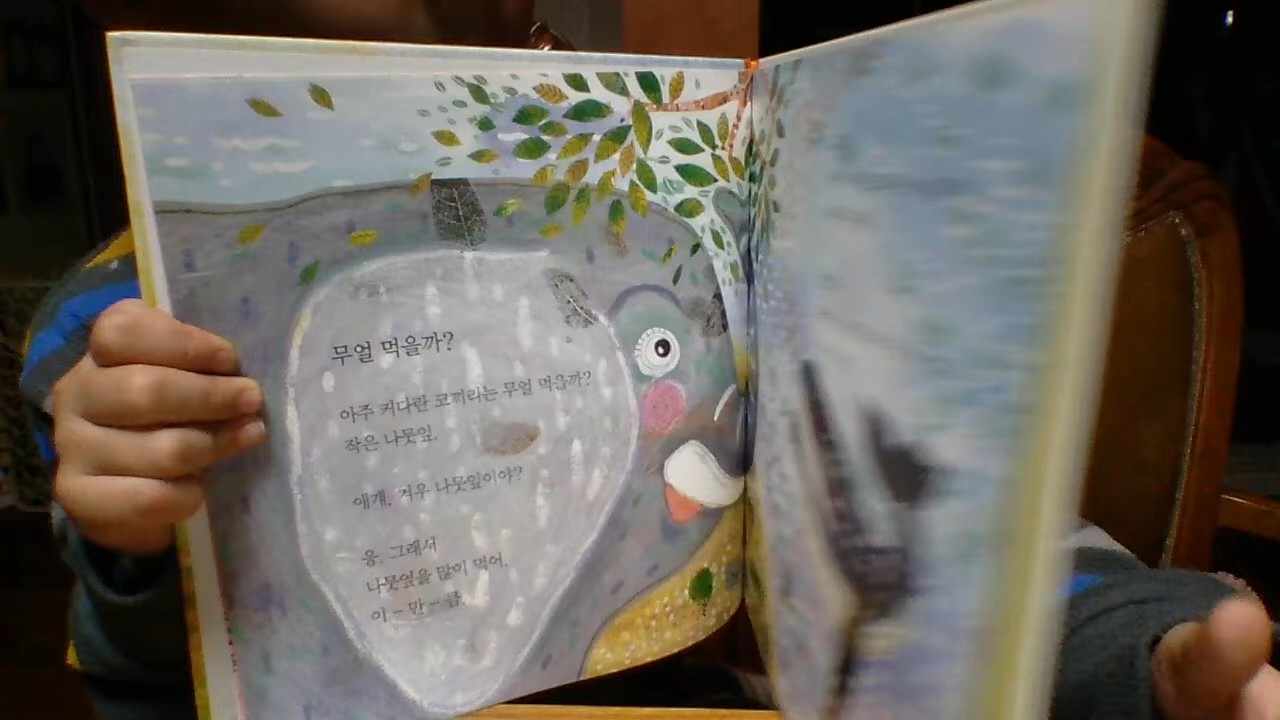 무얼 먹을까?
아주 커다란 코끼리는 무얼 먹을까?
작은 나뭇잎.
애개, 겨우 나뭇잎이야?
응. 그래서
나뭇잎을 많이 먹어.
이 - 만 - 큼.